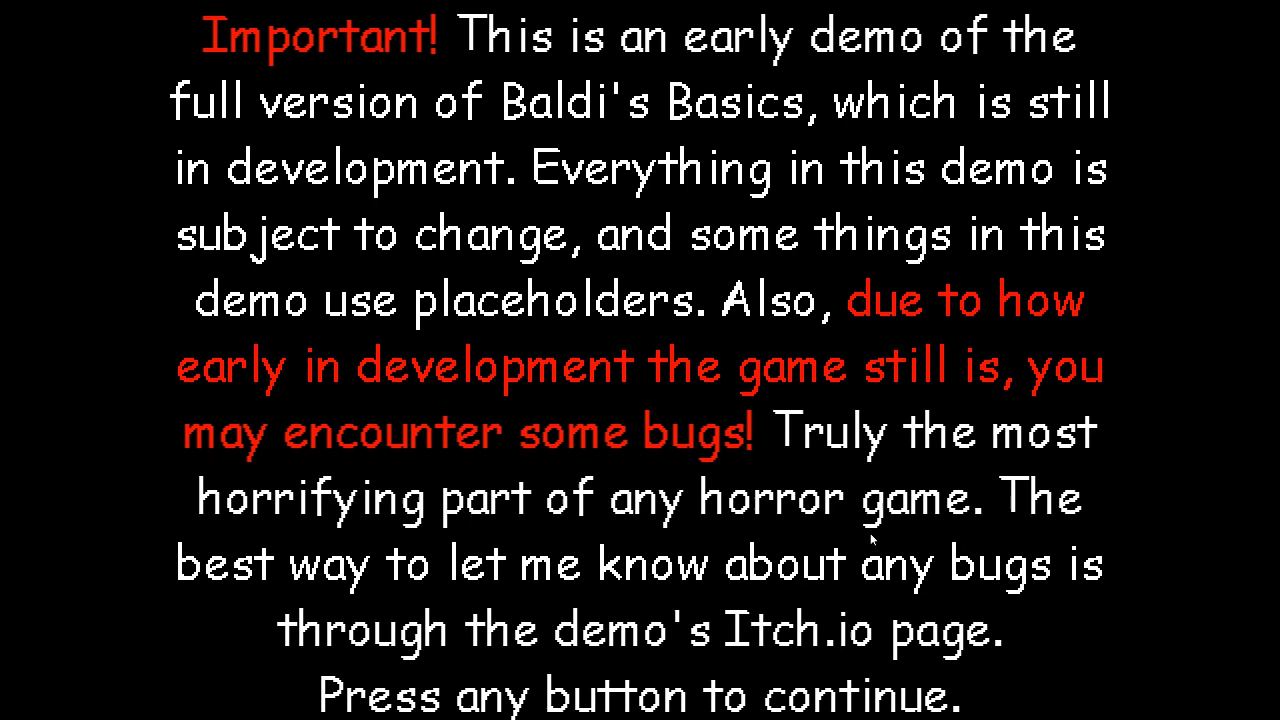 Important! This is an early demo of the
full version of Baldi's Basics, which is still
in development. Everything in this demo is
subject to change, and some things in this
demo use placeholders. Also, due to how
early in development the game still is, you
may encounter some bugs! Truly the most
horrifying part of any horror game. The
best way to let me know about any bugs is
through the demo's Itch.io page.
Press any button to continue.